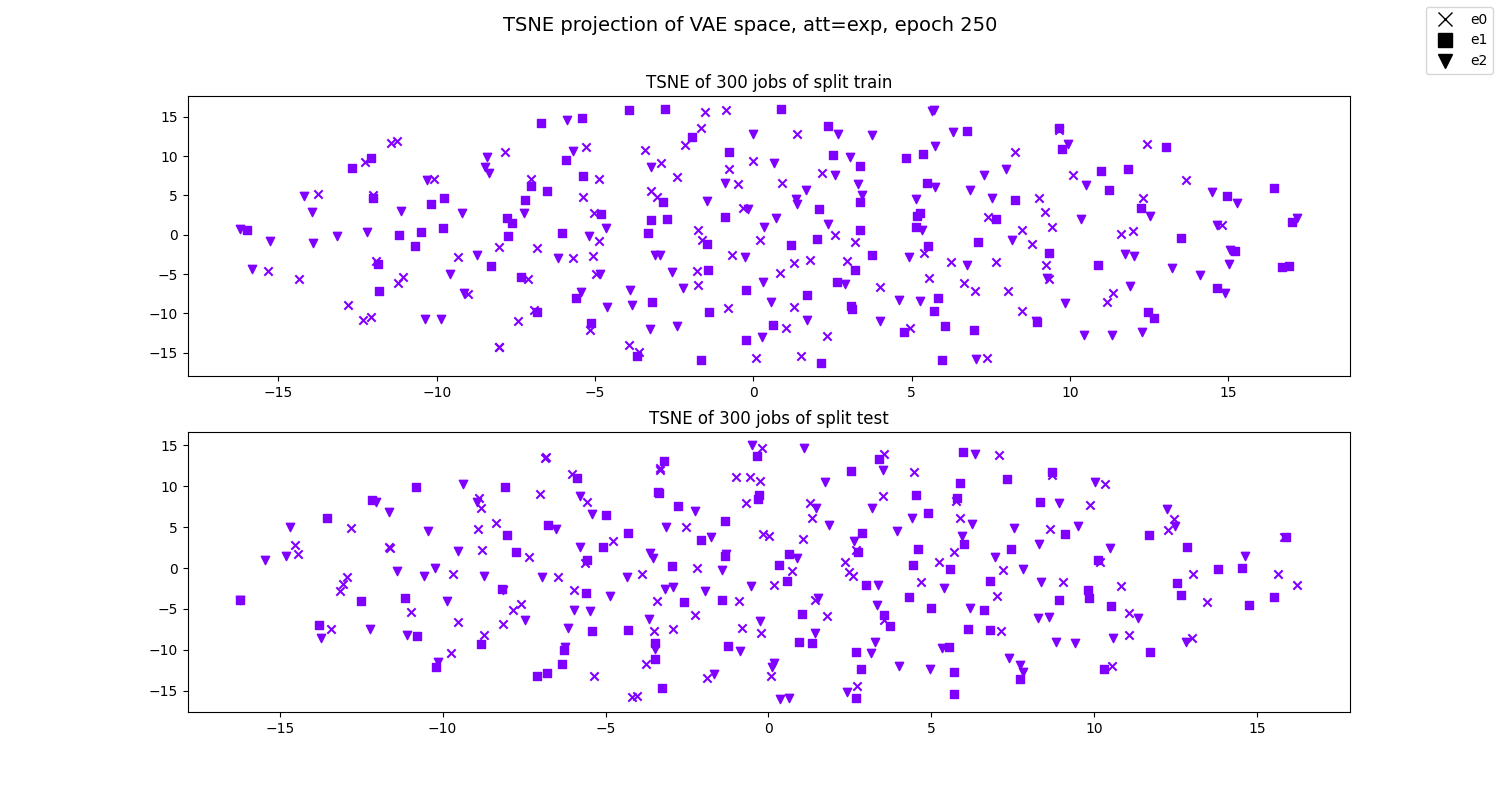 TSNE projection of VAE space, att=exp, epoch 250
e0
e1
e2
TSNE of 300 jobs of split train
15
10
5
0
−5
−10
−15
−15 −10 −5 0 5 10 15
TSNE of 300 jobs of split test
15
10
5
0
−5
−10
−15
−15 −10 −5 0 5 10 15